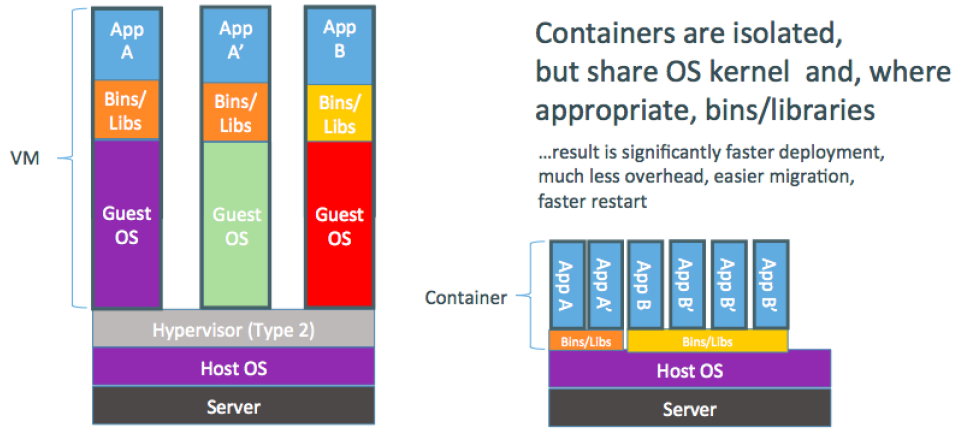 App
A
App
A’
App
B
Bins/
Libs
Bins/
Libs
Bins/
Libs
VM
Guest
OS
Guest
OS
Guest
OS
Hypervisor (Type 2)
Host OS
Server
Containers are isolated,
but share OS kernel and, where
appropriate, bins/libraries
...result is significantly faster deployment,
much less overhead, easier migration,
faster restart
Container
App A
App A’
App B
App B’
App B’
App B’
Bins/Libs
Bins/Libs
Host OS
Server